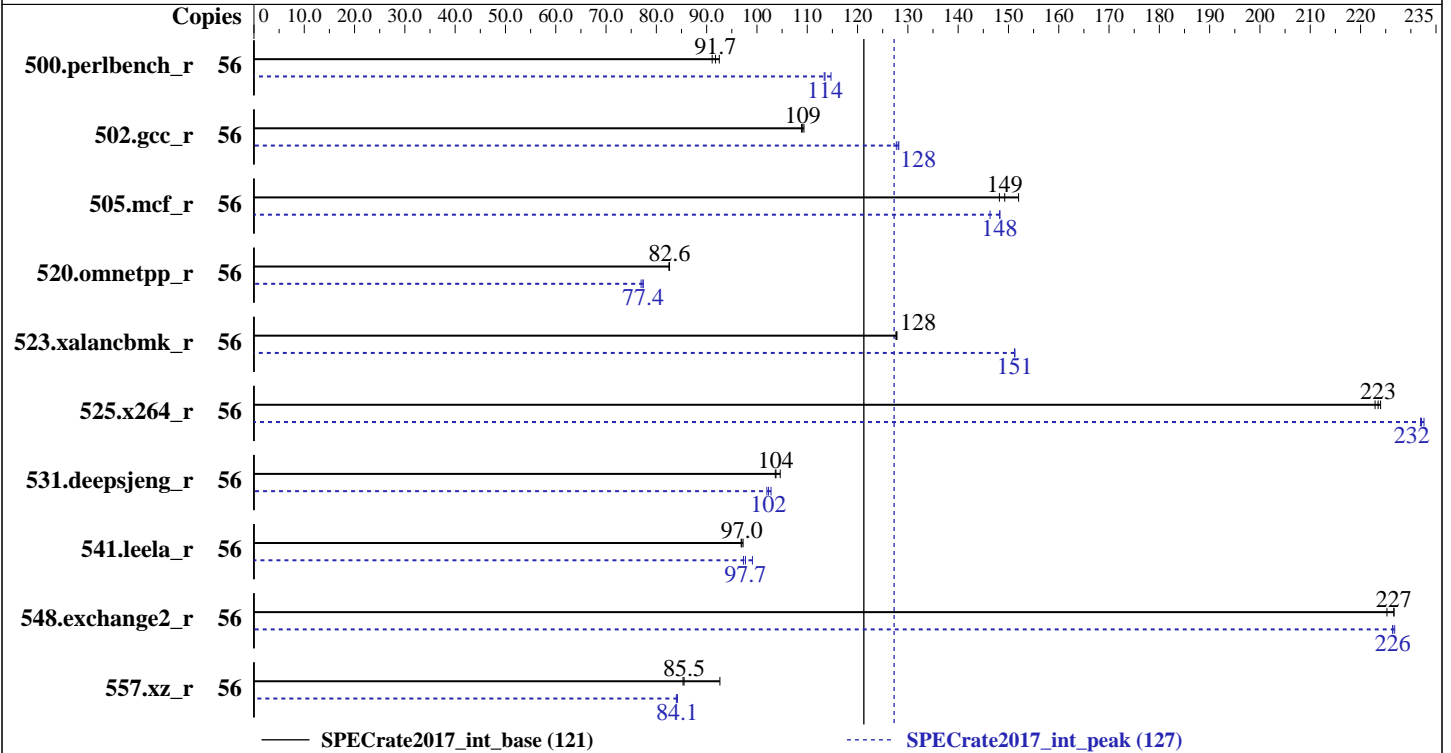 Copies 0 10.0 20.0 30.0 40.0 50.0 60.0 70.0 80.0 90.0 100 110 120 130 140 150 160 170 180 190 200 210 220 235
91.7
500.perlbench_r 56
114
109
502.gcc_r 56
128
149
505.mcf_r 56
148
82.6
520.omnetpp_r 56
77.4
128
523.xalancbmk_r 56
151
223
525.x264_r 56
232
104
531.deepsjeng_r 56
102
97.0
541.leela_r 56
97.7
227
548.exchange2_r 56
226
85.5
557.xz_r 56
84.1
SPECrate2017_int_base (121) SPECrate2017_int_peak (127)